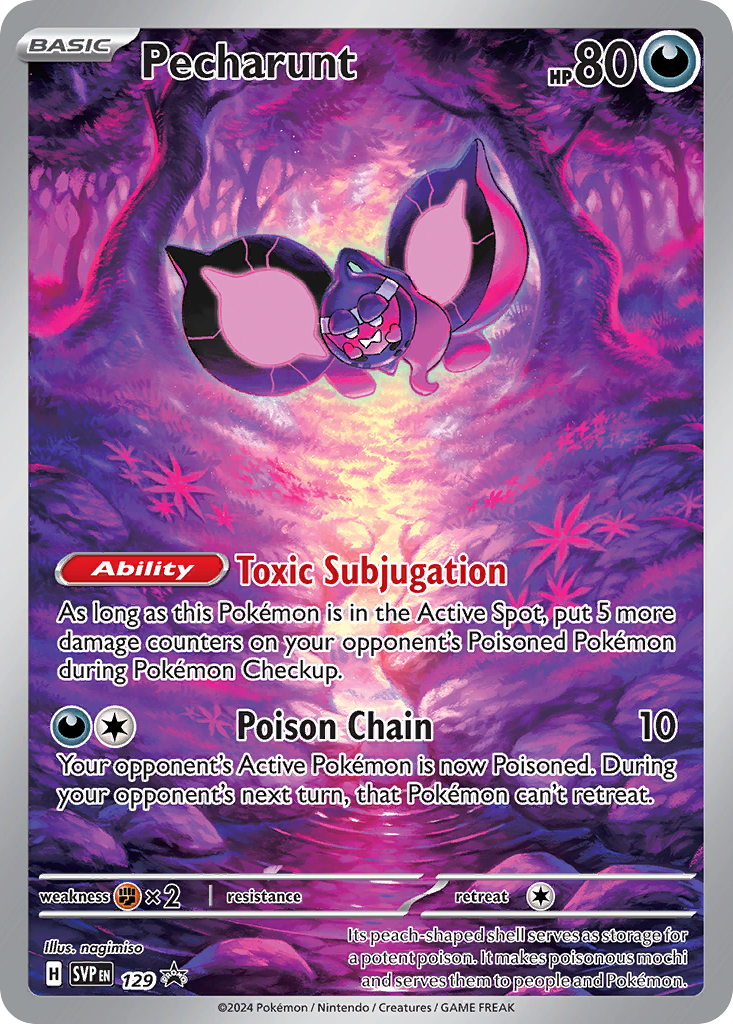 BASIC
Pecharunt
HP80
Ability Toxic Subjugation
As long as this Pokémon is in the Active Spot, put 5 more
damage counters on your opponent's Poisoned Pokémon
during Pokémon Checkup.
Poison Chain 10
Your opponent's Active Pokémon is now Poisoned. During
your opponent's next turn, that Pokémon can't retreat.
weakness ×2 resistance retreat
Illus. nagimiso
H SVP EN 129
Its peach-shaped shell serves as storage for
a potent poison. It makes poisonous mochi
and serves them to people and Pokémon.
©2024 Pokémon / Nintendo / Creatures / GAME FREAK